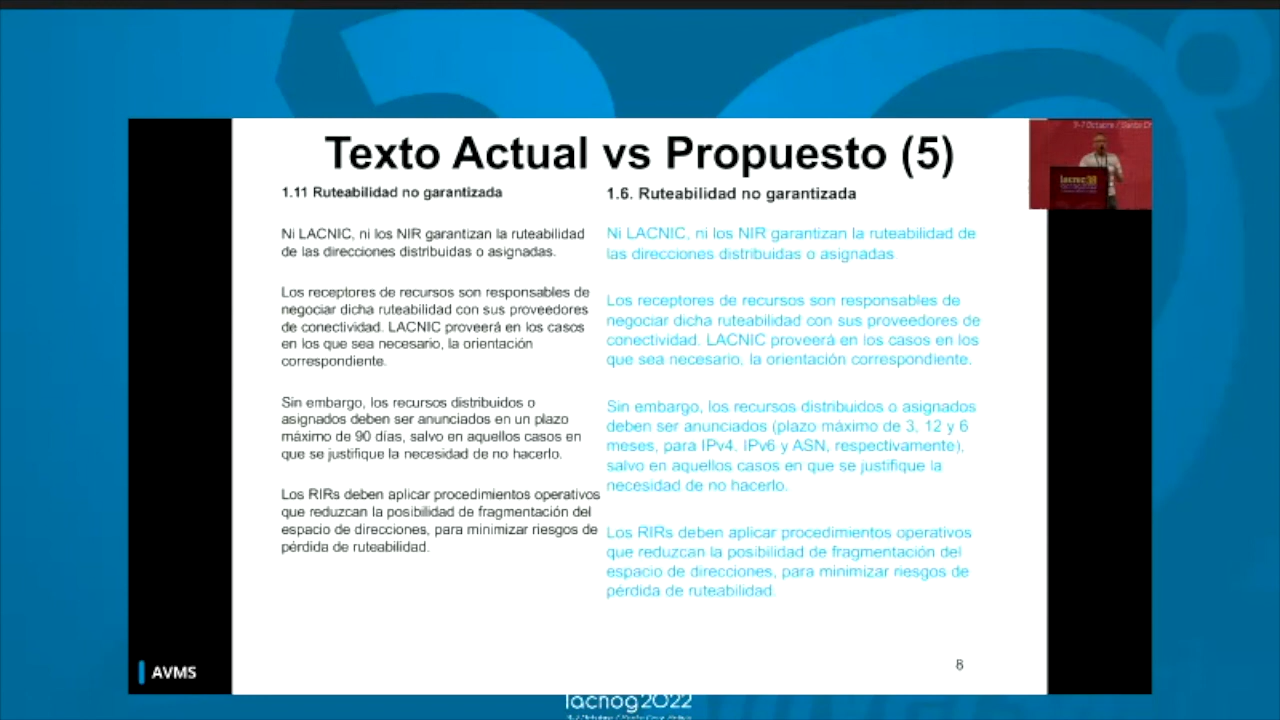 Texto Actual vs Propuesto (5)
1.11 Ruteabilidad no garantizada
Ni LACNIC, ni los NIR garantizan la ruteabilidad
de las direcciones distribuidas o asignadas.
Los receptores de recursos son responsables de
negociar dicha ruteabilidad con sus proveedores
de conectividad. LACNIC proveerá en los casos
en los que sea necesario, la orientación
correspondiente.
Sin embargo, los recursos distribuidos o
asignados deben ser anunciados en un plazo
máximo de 90 días, salvo en aquellos casos en
que se justifique la necesidad de no hacerlo.
Los RIRs deben aplicar procedimientos operativos
que reduzcan la posibilidad de fragmentación del
espacio de direcciones, para minimizar riesgos de
pérdida de ruteabilidad.
1.6. Ruteabilidad no garantizada
Ni LACNIC, ni los NIR garantizan la ruteabilidad de
las direcciones distribuidas o asignadas.
Los receptores de recursos son responsables de
negociar dicha ruteabilidad con sus proveedores de
conectividad. LACNIC proveerá en los casos en los
que sea necesario, la orientación correspondiente.
Sin embargo, los recursos distribuidos o asignados
deben ser anunciados (plazo máximo de 3, 12 y 6
meses, para IPv4, IPv6 y ASN, respectivamente),
salvo en aquellos casos en que se justifique la
necesidad de no hacerlo.
Los RIRs deben aplicar procedimientos operativos
que reduzcan la posibilidad de fragmentación del
espacio de direcciones, para minimizar riesgos de
pérdida de ruteabilidad.
8
AVMS
lacnog2022